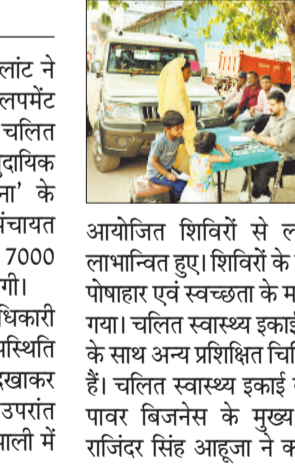 लांट ने
लपमेंट
चलित
ुदायिक
ना’ के
पंचायत
7000
गी।
धिकारी
स्थिति
दखाकर
उपरांत
ाली में
आयोजित शिविरों से ल
लाभान्वित हुए। शिविरों के
पोषाहार एवं स्वच्छता के म
गया। चलित स्वास्थ्य इकाई
के साथ अन्य प्रशिक्षित चि
हैं। चलित स्वास्थ्य इकाई
पावर बिजनेस के मुख्य
राजिंदर सिंह आहूजा ने क